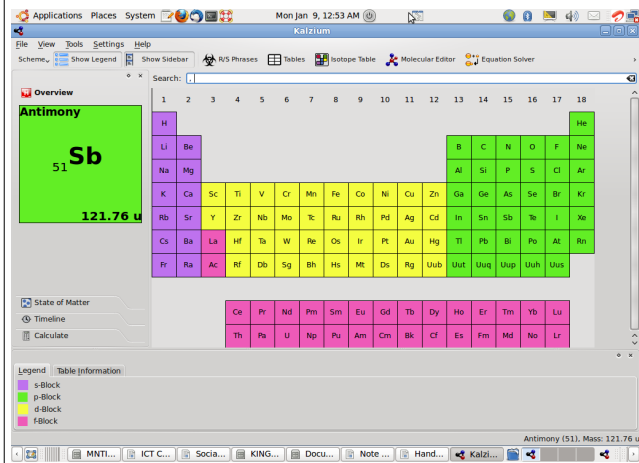 Applications Places System Mon Jan 9, 12:53 AM
Kalzium
File View Tools Settings Help
Scheme Show Legend Show Sidebar R/S Phrases Tables Isotope Table Molecular Editor Equation Solver
Search: .
Overview
Antimony
51 Sb
121.76 u
1 2 3 4 5 6 7 8 9 10 11 12 13 14 15 16 17 18
H He
Li Be B C N O F Ne
Na Mg Al Si P S Cl Ar
K Ca Sc Ti V Cr Mn Fe Co Ni Cu Zn Ga Ge As Se Br Kr
Rb Sr Y Zr Nb Mo Tc Ru Rh Pd Ag Cd In Sn Sb Te I Xe
Cs Ba La Hf Ta W Re Os Ir Pt Au Hg Tl Pb Bi Po At Rn
Fr Ra Ac Rf Db Sg Bh Hs Mt Ds Rg Uub Uut Uuq Uup Uuh Uus
Ce Pr Nd Pm Sm Eu Gd Tb Dy Ho Er Tm Yb Lu
Th Pa U Np Pu Am Cm Bk Cf Es Fm Md No Lr
State of Matter
Timeline
Calculate
Legend Table Information
s-Block
p-Block
d-Block
f-Block
Antimony (51), Mass: 121.76 u
MNTI... ICT C... Socia... KING... Docu... Note ... Hand... Kalzi...